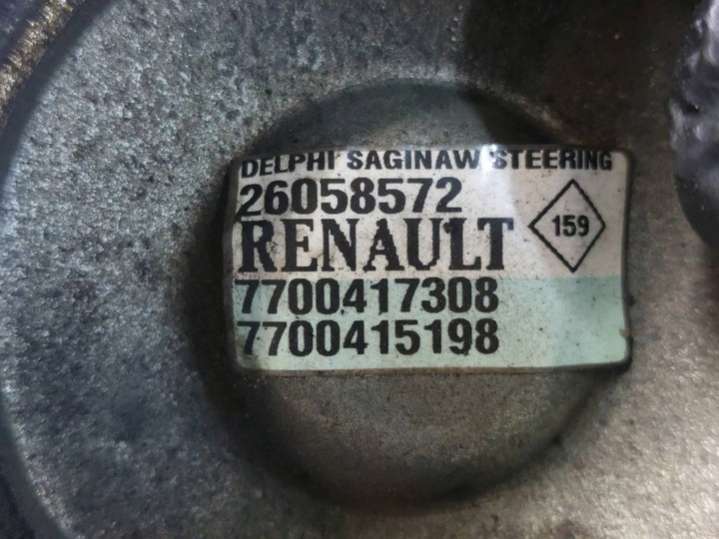 DELPHI SAGINAW STEERING
26058572
RENAULT
159
7700417308
7700415198